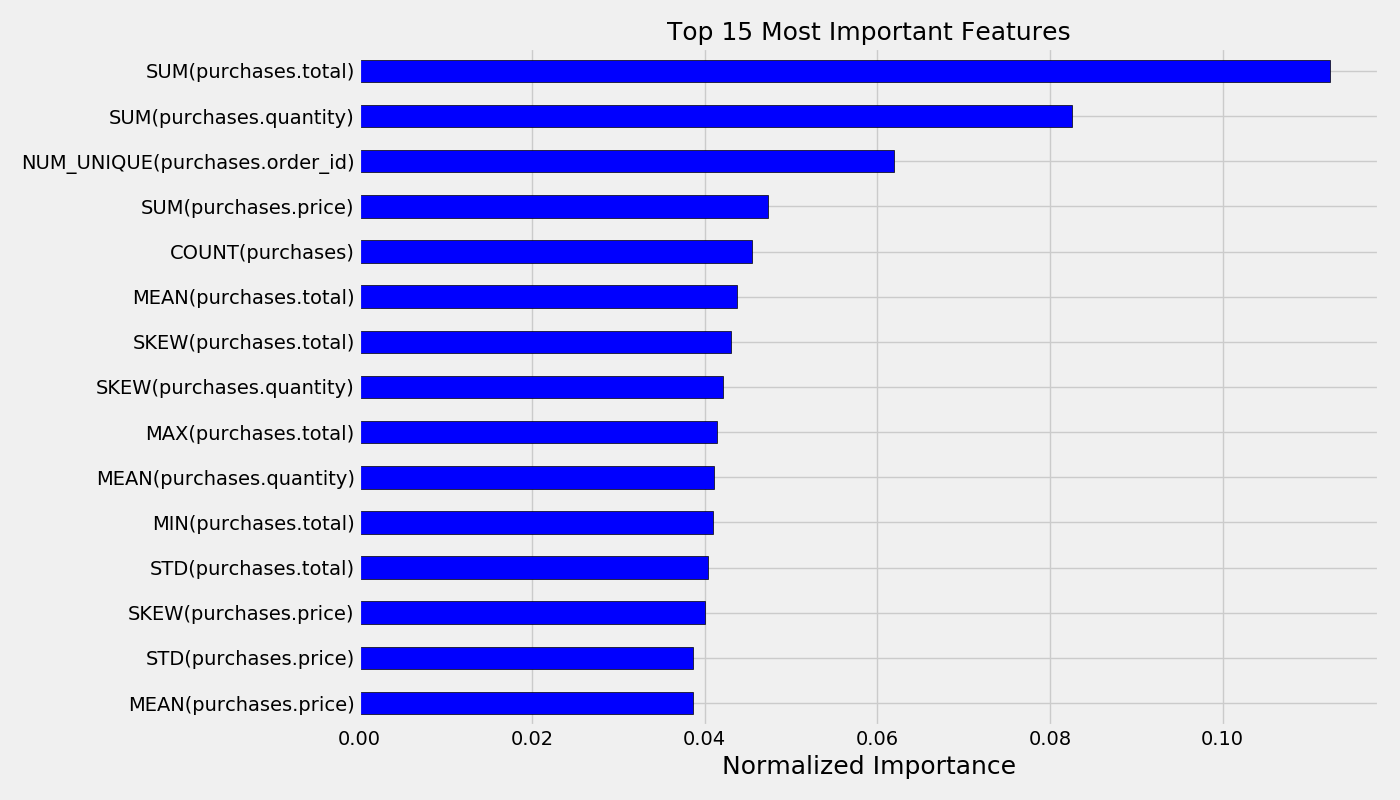 Top 15 Most Important Features
SUM(purchases.total)
SUM(purchases.quantity)
NUM_UNIQUE(purchases.order_id)
SUM(purchases.price)
COUNT(purchases)
MEAN(purchases.total)
SKEW(purchases.total)
SKEW(purchases.quantity)
MAX(purchases.total)
MEAN(purchases.quantity)
MIN(purchases.total)
STD(purchases.total)
SKEW(purchases.price)
STD(purchases.price)
MEAN(purchases.price)
0.00 0.02 0.04 0.06 0.08 0.10
Normalized Importance